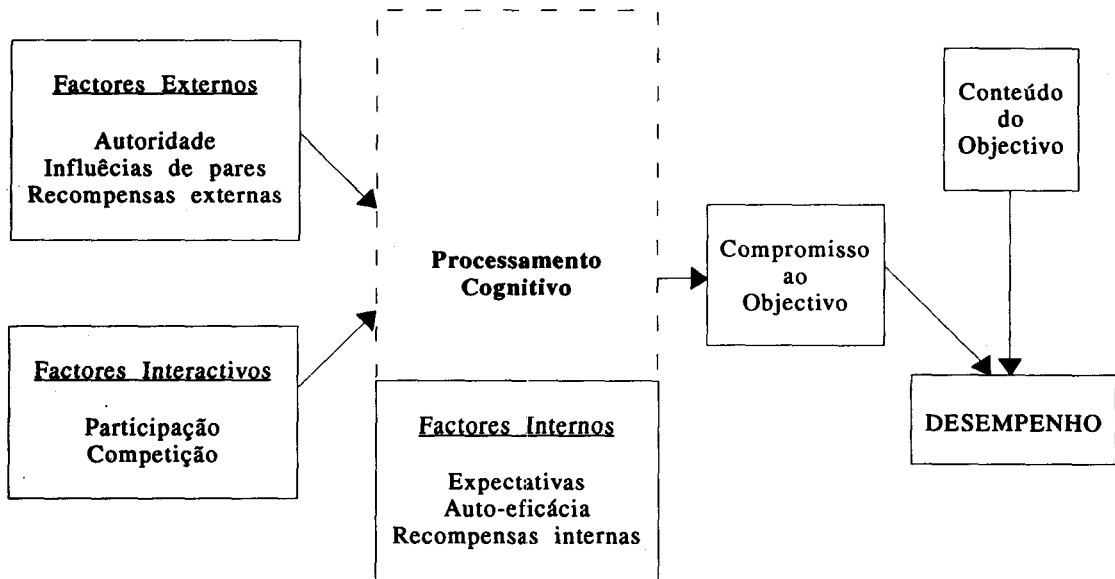 Factores Externos
Autoridade
Influêcias de pares
Recompensas externas
Factores Interactivos
Participação
Competição
Processamento
Cognitivo
Factores Internos
Expectativas
Auto-eficácia
Recompensas internas
Compromisso
ao
Objectivo
Conteúdo
do
Objectivo
DESEMPENHO